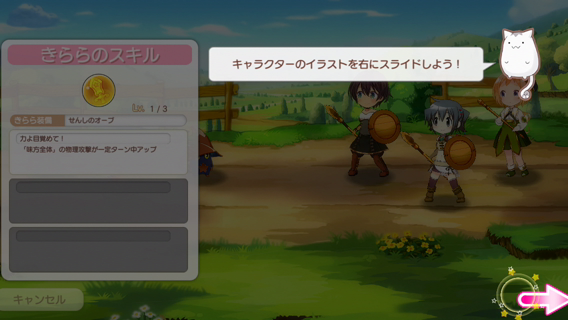 きららのスキル
キャラクターのイラストを右にスライドしよう！
Lv. 1 / 3
きらら装備 せんしのオーブ
力よ目覚めて！
「味方全体」の物理攻撃が一定ターン中アップ
キャンセル